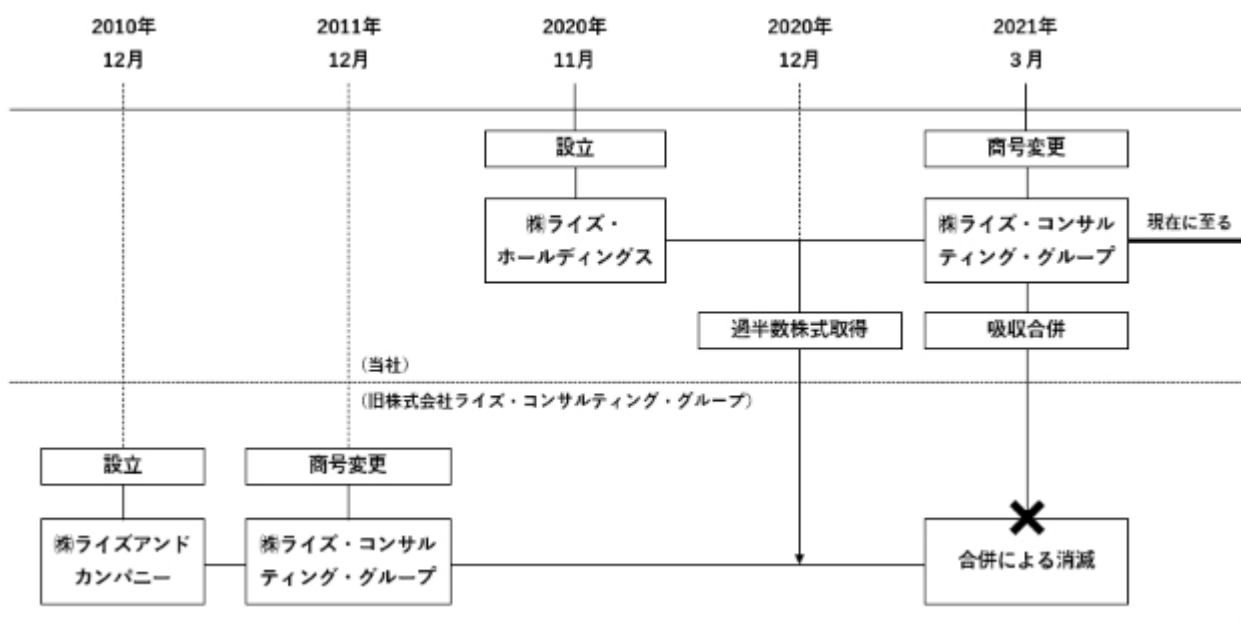 2010年
12月
2011年
12月
2020年
11月
2020年
12月
2021年
3月
設立
商号変更
㈱ライズ・
ホールディングス
㈱ライズ・コンサル
ティング・グループ
現在に至る
過半数株式取得
吸収合併
(当社)
(旧株式会社ライズ・コンサルティング・グループ)
設立
商号変更
㈱ライズアンド
カンパニー
㈱ライズ・コンサル
ティング・グループ
合併による消滅